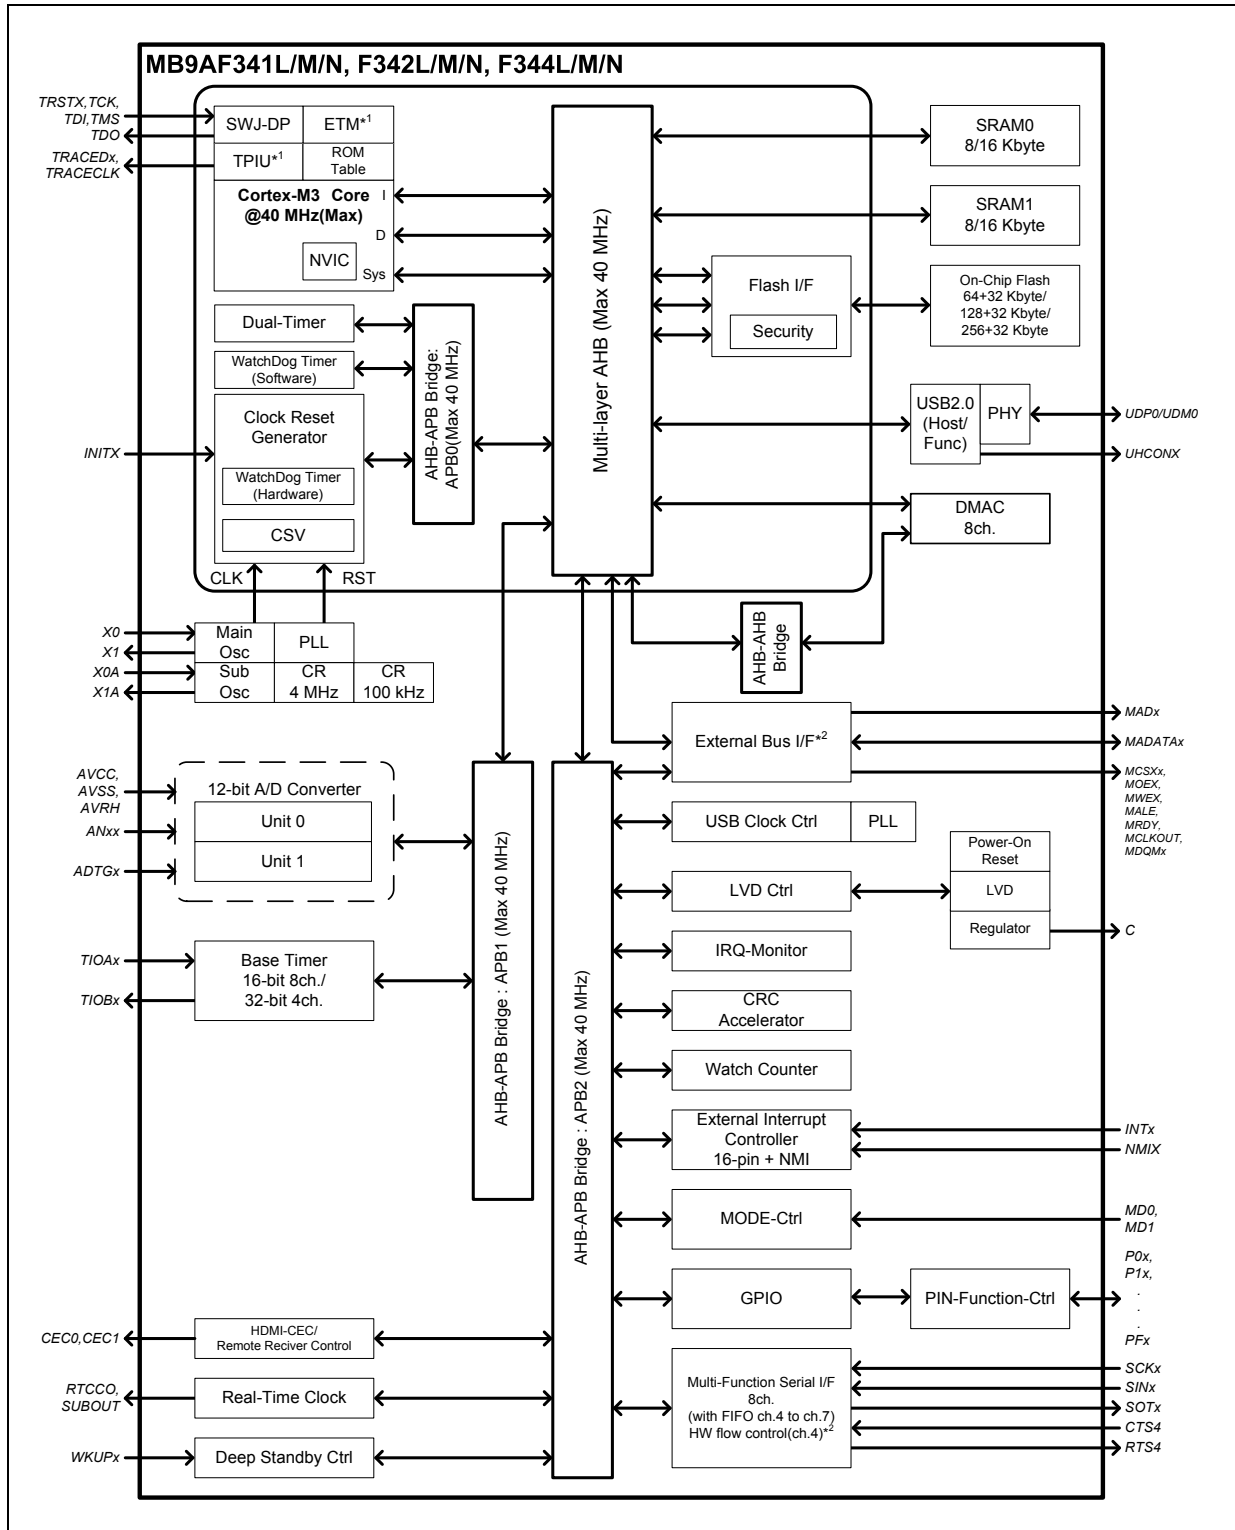 MB9AF341L/M/N, F342L/M/N, F344L/M/N
TRSTX,TCK,
TDI,TMS
TDO
TRACEDx,
TRACECLK
SWJ-DP
ETM*1
TPIU*1
ROM
Table
Cortex-M3 Core
@40 MHz(Max)
I
D
Sys
NVIC
Dual-Timer
WatchDog Timer
(Software)
Clock Reset
Generator
WatchDog Timer
(Hardware)
CSV
INITX
CLK
RST
AHB-APB Bridge:
APB0(Max 40 MHz)
Multi-layer AHB (Max 40 MHz)
Flash I/F
Security
SRAM0
8/16 Kbyte
SRAM1
8/16 Kbyte
On-Chip Flash
64+32 Kbyte/
128+32 Kbyte/
256+32 Kbyte
USB2.0
(Host/
Func)
PHY
UDP0/UDM0
UHCONX
DMAC
8ch.
AHB-AHB
Bridge
X0
X1
X0A
X1A
Main
Osc
PLL
Sub
Osc
CR
4 MHz
CR
100 kHz
AVCC,
AVSS,
AVRH
ANxx
ADTGx
12-bit A/D Converter
Unit 0
Unit 1
TIOAx
TIOBx
Base Timer
16-bit 8ch./
32-bit 4ch.
AHB-APB Bridge : APB1 (Max 40 MHz)
AHB-APB Bridge : APB2 (Max 40 MHz)
External Bus I/F*2
MADx
MADATAx
MCSXx,
MOEX,
MWEX,
MALE,
MRDY,
MCLKOUT,
MDQMx
USB Clock Ctrl
PLL
LVD Ctrl
Power-On
Reset
LVD
Regulator
C
IRQ-Monitor
CRC
Accelerator
Watch Counter
External Interrupt
Controller
16-pin + NMI
INTx
NMIX
MODE-Ctrl
MD0,
MD1
GPIO
PIN-Function-Ctrl
P0x,
P1x,
.
.
.
PFx
CEC0,CEC1
HDMI-CEC/
Remote Reciver Control
RTCCO,
SUBOUT
Real-Time Clock
WKUPx
Deep Standby Ctrl
Multi-Function Serial I/F
8ch.
(with FIFO ch.4 to ch.7)
HW flow control(ch.4)*2
SCKx
SINx
SOTx
CTS4
RTS4